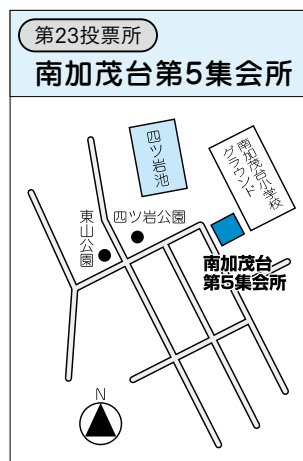 第23投票所
南加茂台第5集会所
四ツ岩池
南加茂台小学校
グラウンド
四ツ岩公園
東山公園
南加茂台
第5集会所
N